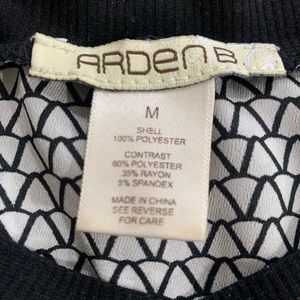 ARDEN B
M
SHELL
100% POLYESTER
CONTRAST
60% POLYESTER
35% RAYON
5% SPANDEX
MADE IN CHINA
SEE REVERSE
FOR CARE